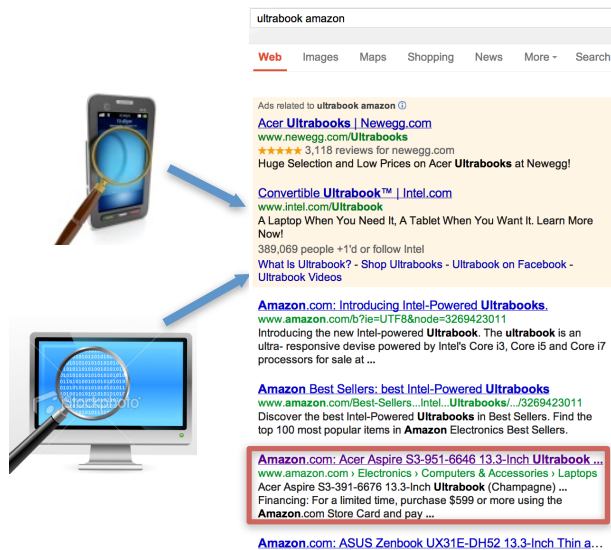 ultrabook amazon
Web Images Maps Shopping News More Search
Ads related to ultrabook amazon
Acer Ultrabooks | Newegg.com
www.newegg.com/Ultrabooks
3,118 reviews for newegg.com
Huge Selection and Low Prices on Acer Ultrabooks at Newegg!
Convertible Ultrabook™ | Intel.com
www.intel.com/Ultrabook
A Laptop When You Need It, A Tablet When You Want It. Learn More
Now!
389,069 people +1'd or follow Intel
What Is Ultrabook? - Shop Ultrabooks - Ultrabook on Facebook -
Ultrabook Videos
Amazon.com: Introducing Intel-Powered Ultrabooks.
www.amazon.com/b?ie=UTF8&node=3269423011
Introducing the new Intel-powered Ultrabook. The ultrabook is an
ultra- responsive devise powered by Intel's Core i3, Core i5 and Core i7
processors for sale at ...
Amazon Best Sellers: best Intel-Powered Ultrabooks
www.amazon.com/Best-Sellers...Intel...Ultrabooks/.../3269423011
Discover the best Intel-Powered Ultrabooks in Best Sellers. Find the
top 100 most popular items in Amazon Electronics Best Sellers.
Amazon.com: Acer Aspire S3-951-6646 13.3-Inch Ultrabook ...
www.amazon.com › Electronics › Computers & Accessories › Laptops
Acer Aspire S3-391-6676 13.3-Inch Ultrabook (Champagne) ...
Financing: For a limited time, purchase $599 or more using the
Amazon.com Store Card and pay ...
Amazon.com: ASUS Zenbook UX31E-DH52 13.3-Inch Thin a...